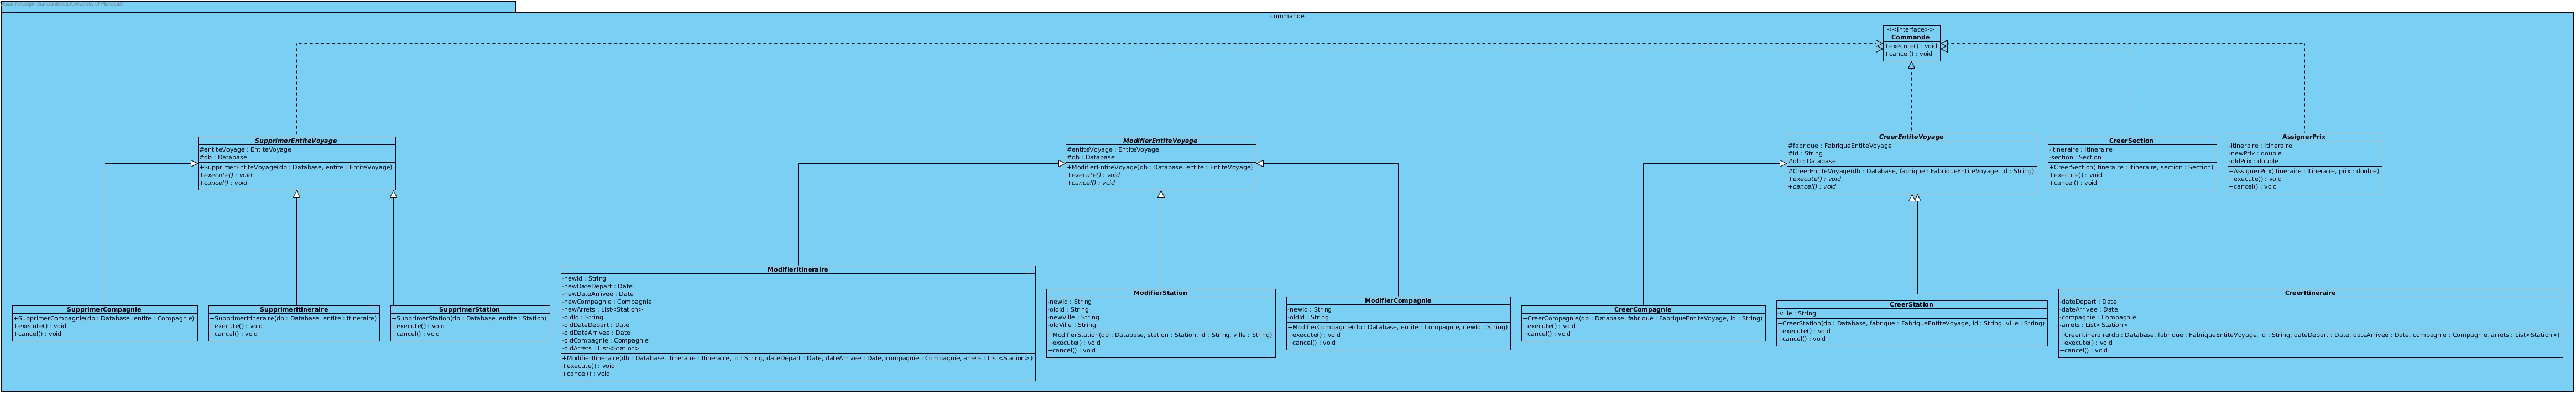 Visual Paradigm Standard(Université de Montréal)
commande
<<Interface>>
Commande
+execute() : void
+cancel() : void
SupprimerEntiteVoyage
#entiteVoyage : EntiteVoyage
#db : Database
+SupprimerEntiteVoyage(db : Database, entite : EntiteVoyage)
+execute() : void
+cancel() : void
ModifierEntiteVoyage
#entiteVoyage : EntiteVoyage
#db : Database
+ModifierEntiteVoyage(db : Database, entite : EntiteVoyage)
+execute() : void
+cancel() : void
CreerEntiteVoyage
#fabrique : FabriqueEntiteVoyage
#id : String
#db : Database
#CreerEntiteVoyage(db : Database, fabrique : FabriqueEntiteVoyage, id : String)
+execute() : void
+cancel() : void
CreerSection
-itineraire : Itineraire
-section : Section
+CreerSection(itineraire : Itineraire, section : Section)
+execute() : void
+cancel() : void
AssignerPrix
-itineraire : Itineraire
-newPrix : double
-oldPrix : double
+AssignerPrix(itineraire : Itineraire, prix : double)
+execute() : void
+cancel() : void
SupprimerCompagnie
+SupprimerCompagnie(db : Database, entite : Compagnie)
+execute() : void
+cancel() : void
SupprimerItineraire
+SupprimerItineraire(db : Database, entite : Itineraire)
+execute() : void
+cancel() : void
SupprimerStation
+SupprimerStation(db : Database, entite : Station)
+execute() : void
+cancel() : void
ModifierItineraire
-newId : String
-newDateDepart : Date
-newDateArrivee : Date
-newCompagnie : Compagnie
-newArrets : List<Station>
-oldId : String
-oldDateDepart : Date
-oldDateArrivee : Date
-oldCompagnie : Compagnie
-oldArrets : List<Station>
+ModifierItineraire(db : Database, itineraire : Itineraire, id : String, dateDepart : Date, dateArrivee : Date, compagnie : Compagnie, arrets : List<Station>)
+execute() : void
+cancel() : void
ModifierStation
-newId : String
-oldId : String
-newVille : String
-oldVille : String
+ModifierStation(db : Database, station : Station, id : String, ville : String)
+execute() : void
+cancel() : void
ModifierCompagnie
-newId : String
-oldId : String
+ModifierCompagnie(db : Database, entite : Compagnie, newId : String)
+execute() : void
+cancel() : void
CreerCompagnie
+CreerCompagnie(db : Database, fabrique : FabriqueEntiteVoyage, id : String)
+execute() : void
+cancel() : void
CreerStation
-ville : String
+CreerStation(db : Database, fabrique : FabriqueEntiteVoyage, id : String, ville : String)
+execute() : void
+cancel() : void
CreerItineraire
-dateDepart : Date
-dateArrivee : Date
-compagnie : Compagnie
-arrets : List<Station>
+CreerItineraire(db : Database, fabrique : FabriqueEntiteVoyage, id : String, dateDepart : Date, dateArrivee : Date, compagnie : Compagnie, arrets : List<Station>)
+execute() : void
+cancel() : void